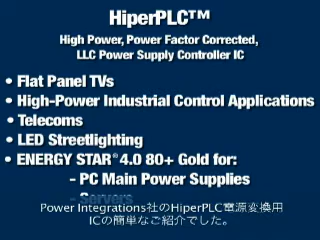 HiperPLC™
High Power, Power Factor Corrected,
LLC Power Supply Controller IC
• Flat Panel TVs
• High-Power Industrial Control Applications
• Telecoms
• LED Streetlighting
• ENERGY STAR® 4.0 80+ Gold for:
- PC Main Power Supplies
- Servers
Power Integrations社のHiperPLC電源変換用
ICの簡単なご紹介でした。